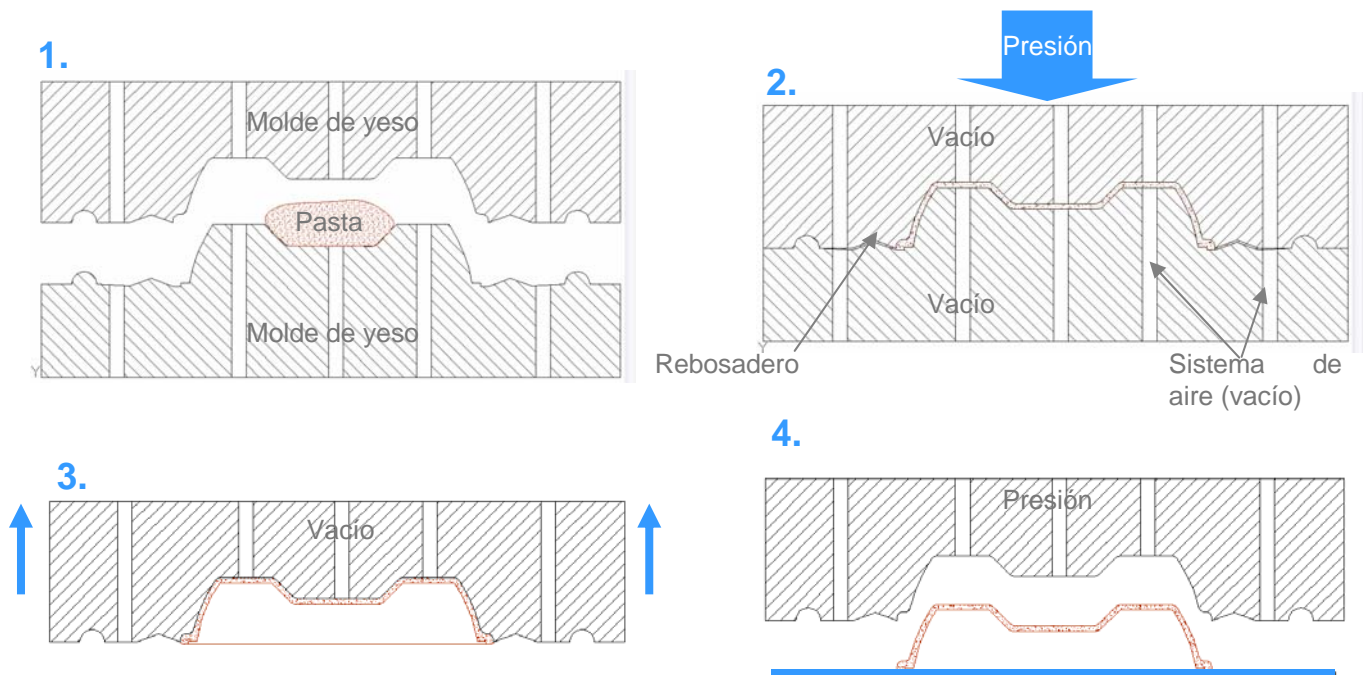 1.
Molde de yeso
Pasta
Molde de yeso
Y
Presión
2.
Vacío
Vacío
Rebosadero
Sistema de
aire (vacío)
Y
3.
Vacío
4.
Presión